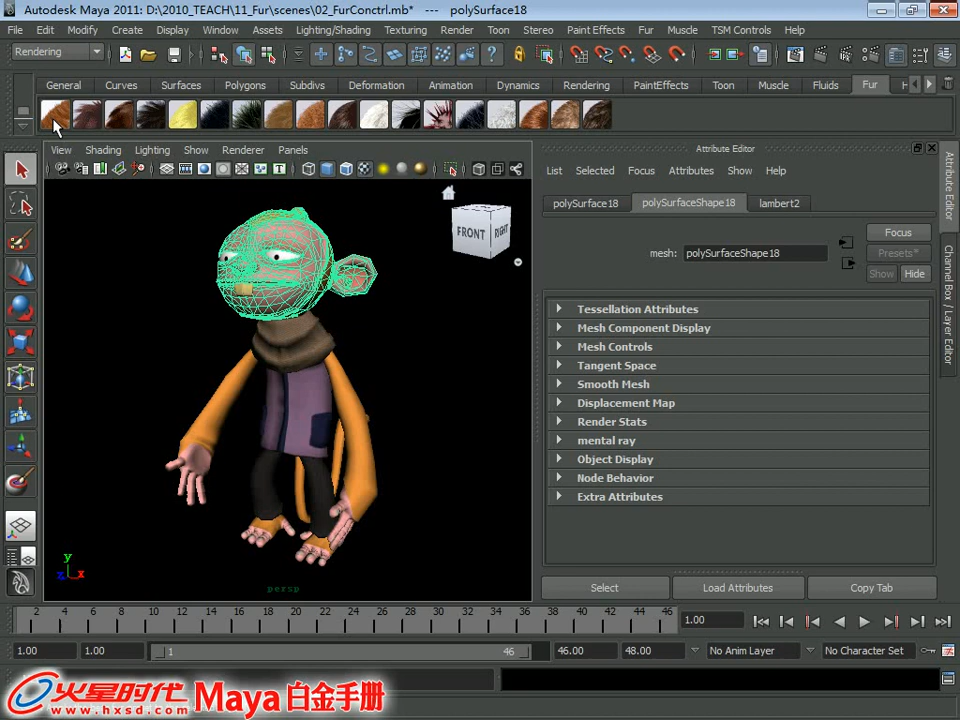 Autodesk Maya 2011: D:\2010_TEACH\11_Fur\scenes\02_FurConctrl.mb* --- polySurface18
File Edit Modify Create Display Window Assets Lighting/Shading Texturing Render Toon Stereo Paint Effects Fur Muscle TSM Controls Help
Rendering
General Curves Surfaces Polygons Subdivs Deformation Animation Dynamics Rendering PaintEffects Toon Muscle Fluids Fur H
View Shading Lighting Show Renderer Panels
Attribute Editor
List Selected Focus Attributes Show Help
polySurface18 polySurfaceShape18 lambert2
mesh: polySurfaceShape18
Focus
Presets*
Show Hide
FRONT RIGHT
Tessellation Attributes
Mesh Component Display
Mesh Controls
Tangent Space
Smooth Mesh
Displacement Map
Render Stats
mental ray
Object Display
Node Behavior
Extra Attributes
Select Load Attributes Copy Tab
Attribute Editor
Channel Box / Layer Editor
y
z x
persp
2 4 6 8 10 12 14 16 18 20 22 24 26 28 30 32 34 36 38 40 42 44 46
1.00
1.00 1.00 1 46 46.00 48.00 No Anim Layer No Character Set
火星时代 Maya 白金手册
www.hxsd.com